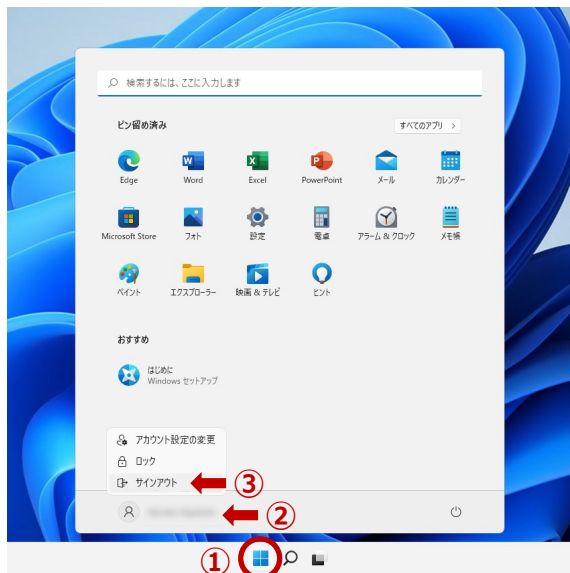 検索するには、ここに入力します
ピン留め済み
すべてのアプリ >
Edge
Word
Excel
PowerPoint
メール
カレンダー
Microsoft Store
フォト
設定
電卓
アラーム & クロック
メモ帳
ペイント
エクスプローラー
映画 & テレビ
ヒント
おすすめ
はじめに
Windows セットアップ
アカウント設定の変更
ロック
サインアウト
③
②
①